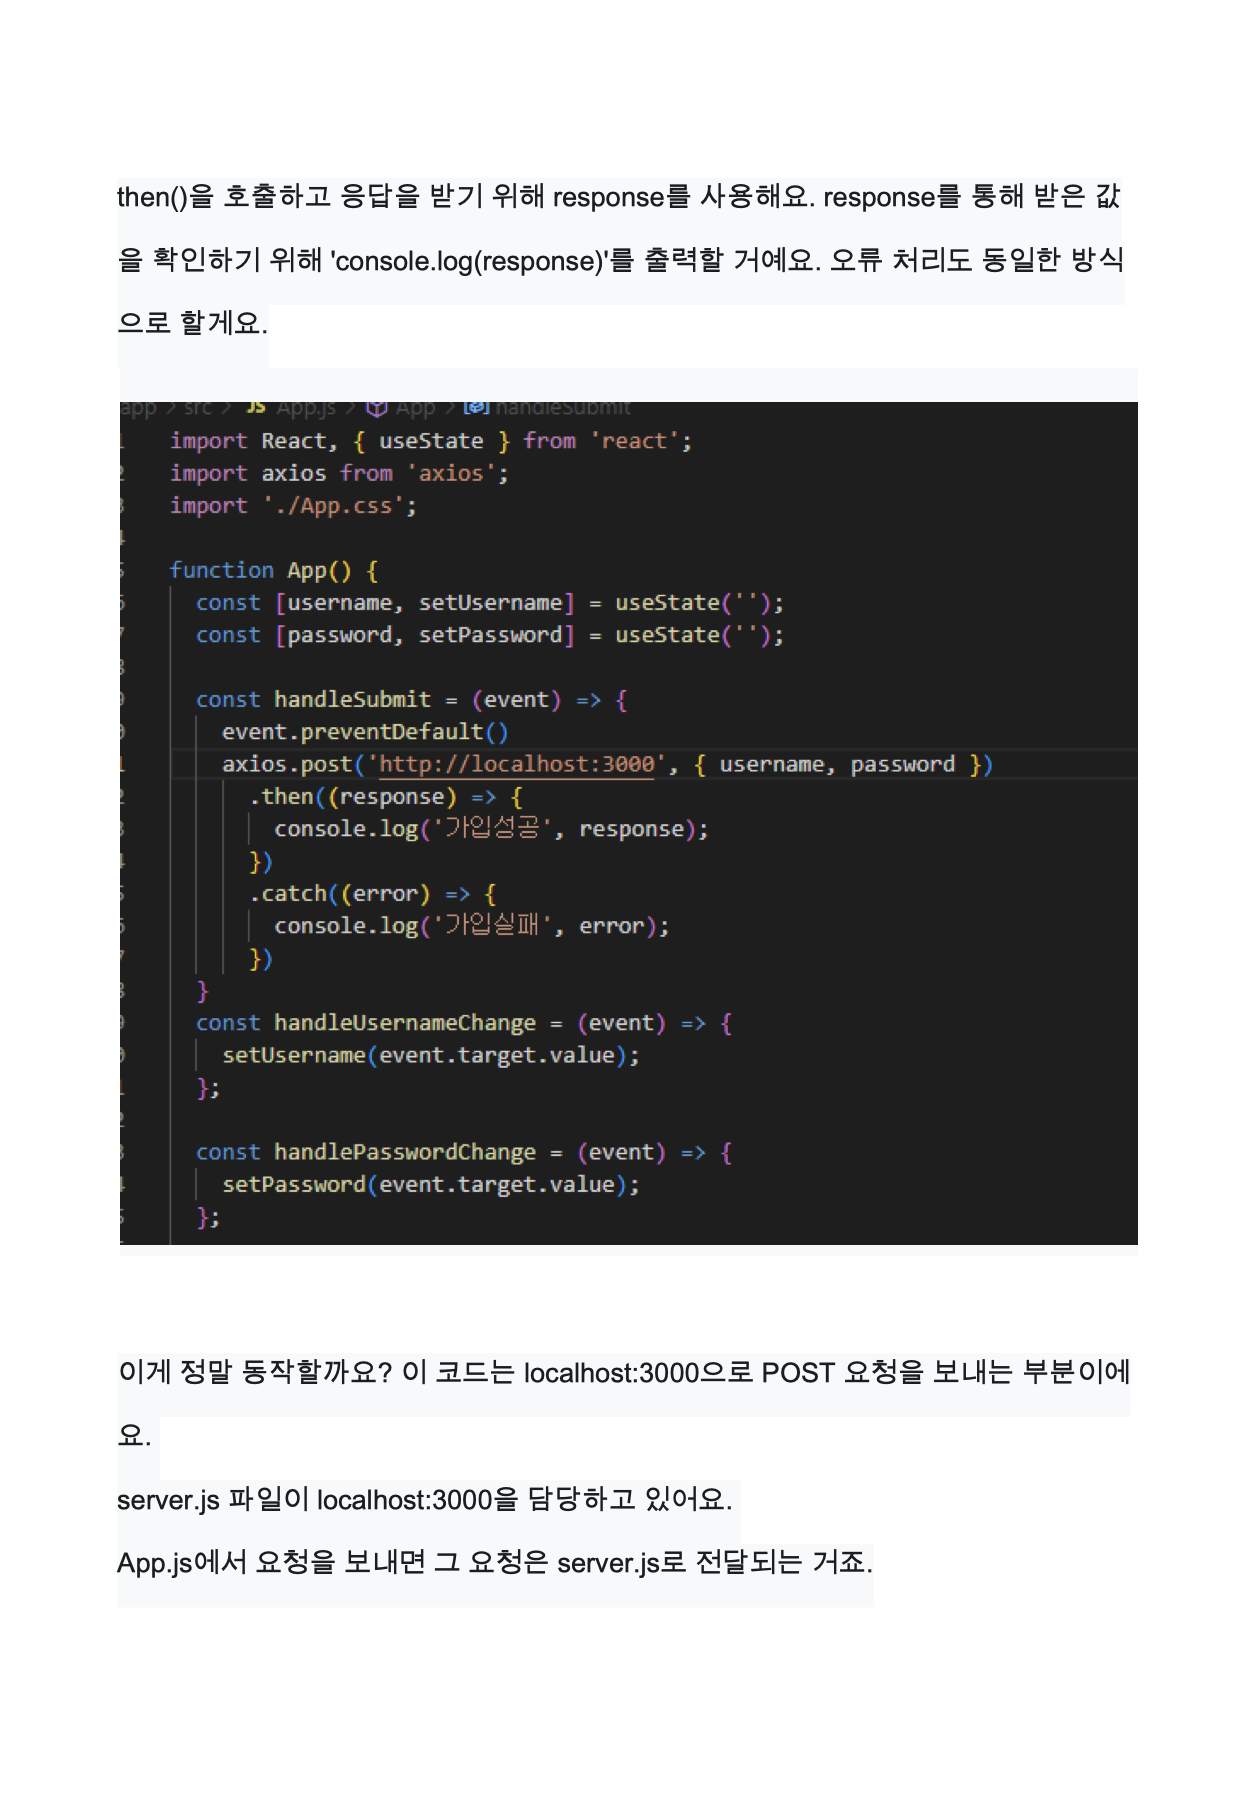 then()을 호출하고 응답을 받기 위해 response를 사용해요. response를 통해 받은 값
을 확인하기 위해 'console.log(response)'를 출력할 거예요. 오류 처리도 동일한 방식
으로 할게요.
app > src > JS App.js > App > handleSubmit
import React, { useState } from 'react';
import axios from 'axios';
import './App.css';
function App() {
const [username, setUsername] = useState('');
const [password, setPassword] = useState('');
const handleSubmit = (event) => {
event.preventDefault()
axios.post('http://localhost:3000', { username, password })
.then((response) => {
console.log('가입성공', response);
})
.catch((error) => {
console.log('가입실패', error);
})
}
const handleUsernameChange = (event) => {
setUsername(event.target.value);
};
const handlePasswordChange = (event) => {
setPassword(event.target.value);
};
이게 정말 동작할까요? 이 코드는 localhost:3000으로 POST 요청을 보내는 부분이에
요.
server.js 파일이 localhost:3000을 담당하고 있어요.
App.js에서 요청을 보내면 그 요청은 server.js로 전달되는 거죠.